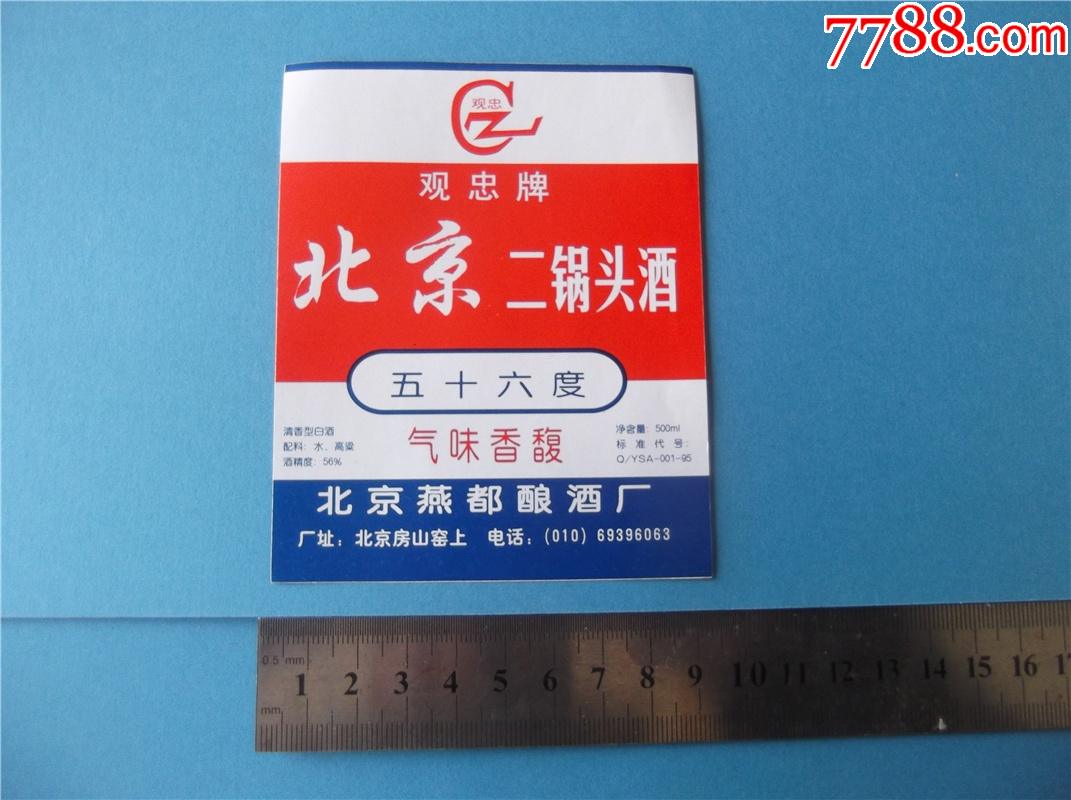 7788.com
观忠
CZ
观忠牌
北京二锅头酒
五十六度
清香型白酒
配料: 水、高粱
酒精度: 56%
气味香馥
净含量: 500ml
标准代号:
Q/YSA-001-95
北京燕都酿酒厂
厂址: 北京房山窑上 电话: (010) 69396063
0.5 mm
1 2 3 4 5 6 7 8 9 10 11 12 13 14 15 16 17
mm